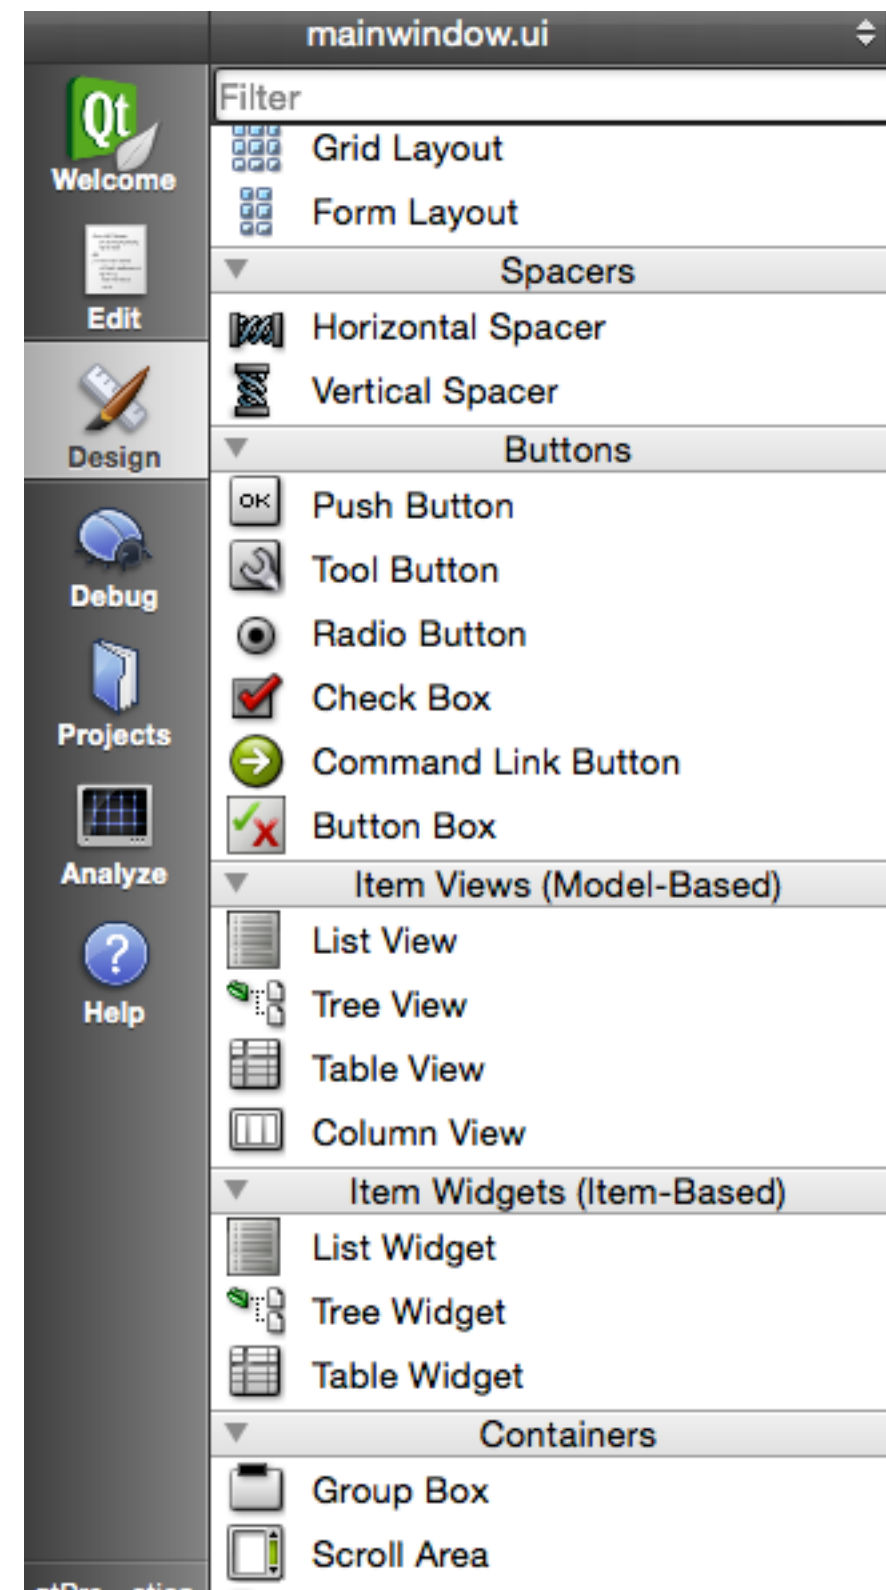 mainwindow.ui
Filter
Qt
Welcome
Edit
Design
Debug
Projects
Analyze
Help
Grid Layout
Form Layout
Spacers
Horizontal Spacer
Vertical Spacer
Buttons
OK
Push Button
Tool Button
Radio Button
Check Box
Command Link Button
Button Box
Item Views (Model-Based)
List View
Tree View
Table View
Column View
Item Widgets (Item-Based)
List Widget
Tree Widget
Table Widget
Containers
Group Box
Scroll Area